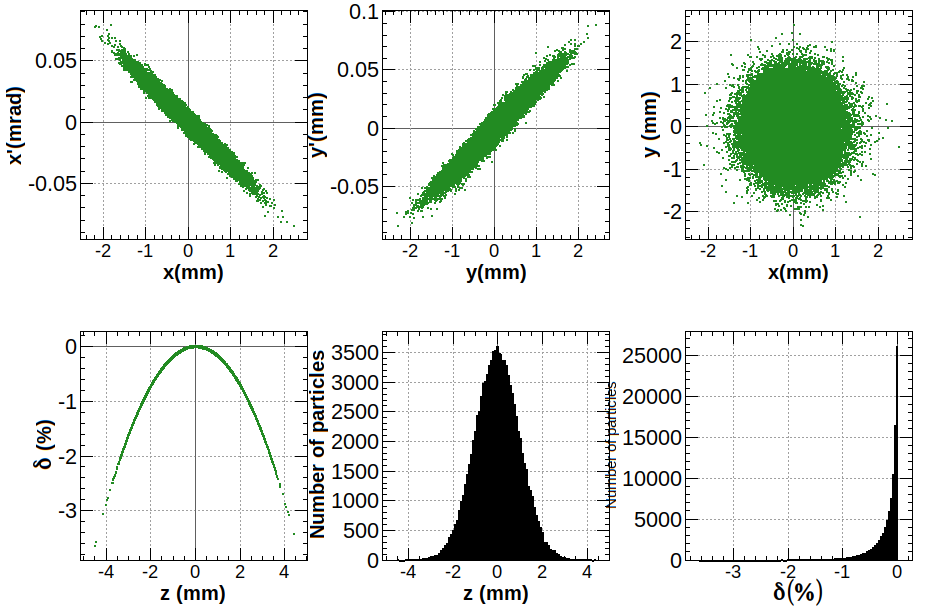 x'(mrad)
0.05
0
-0.05
-2 -1 0 1 2
x(mm)
y'(mm)
0.1
0.05
0
-0.05
-2 -1 0 1 2
y(mm)
y (mm)
2
1
0
-1
-2
-2 -1 0 1 2
x(mm)
δ (%)
0
-1
-2
-3
-4 -2 0 2 4
z (mm)
Number of particles
3500
3000
2500
2000
1500
1000
500
0
-4 -2 0 2 4
z (mm)
Number of particles
25000
20000
15000
10000
5000
0
-3 -2 -1 0
δ(%)